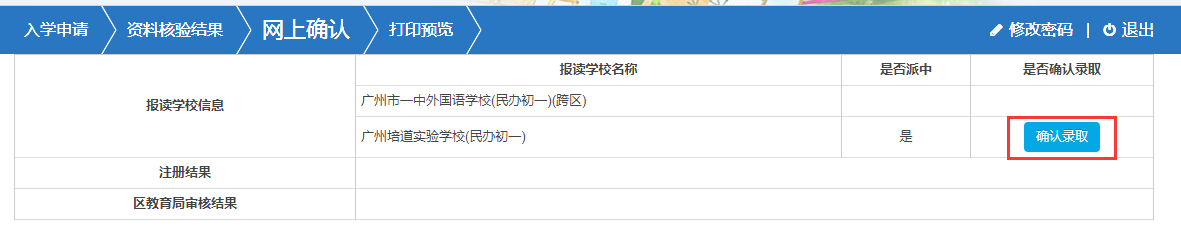 入学申请 资料核验结果 网上确认 打印预览 修改密码 | 退出
报读学校名称 是否派中 是否确认录取
报读学校信息
广州市一中外国语学校(民办初一)(跨区)
广州培道实验学校(民办初一) 是 确认录取
注册结果
区教育局审核结果